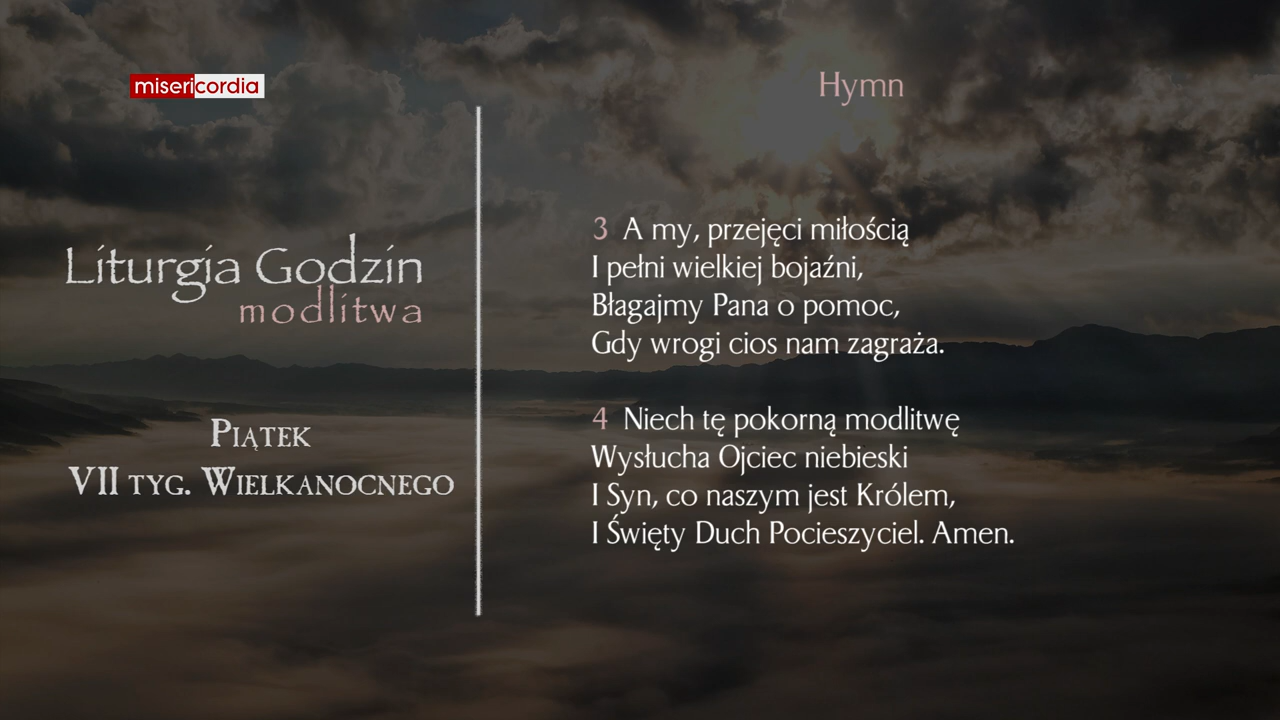 misericordia
Liturgia Godzin
modlitwa
Piątek
VII tyg. Wielkanocnego
Hymn
3 A my, przejęci miłością
I pełni wielkiej bojaźni,
Błagajmy Pana o pomoc,
Gdy wrogi cios nam zagraża.
4 Niech tę pokorną modlitwę
Wysłucha Ojciec niebieski
I Syn, co naszym jest Królem,
I Święty Duch Pocieszyciel. Amen.